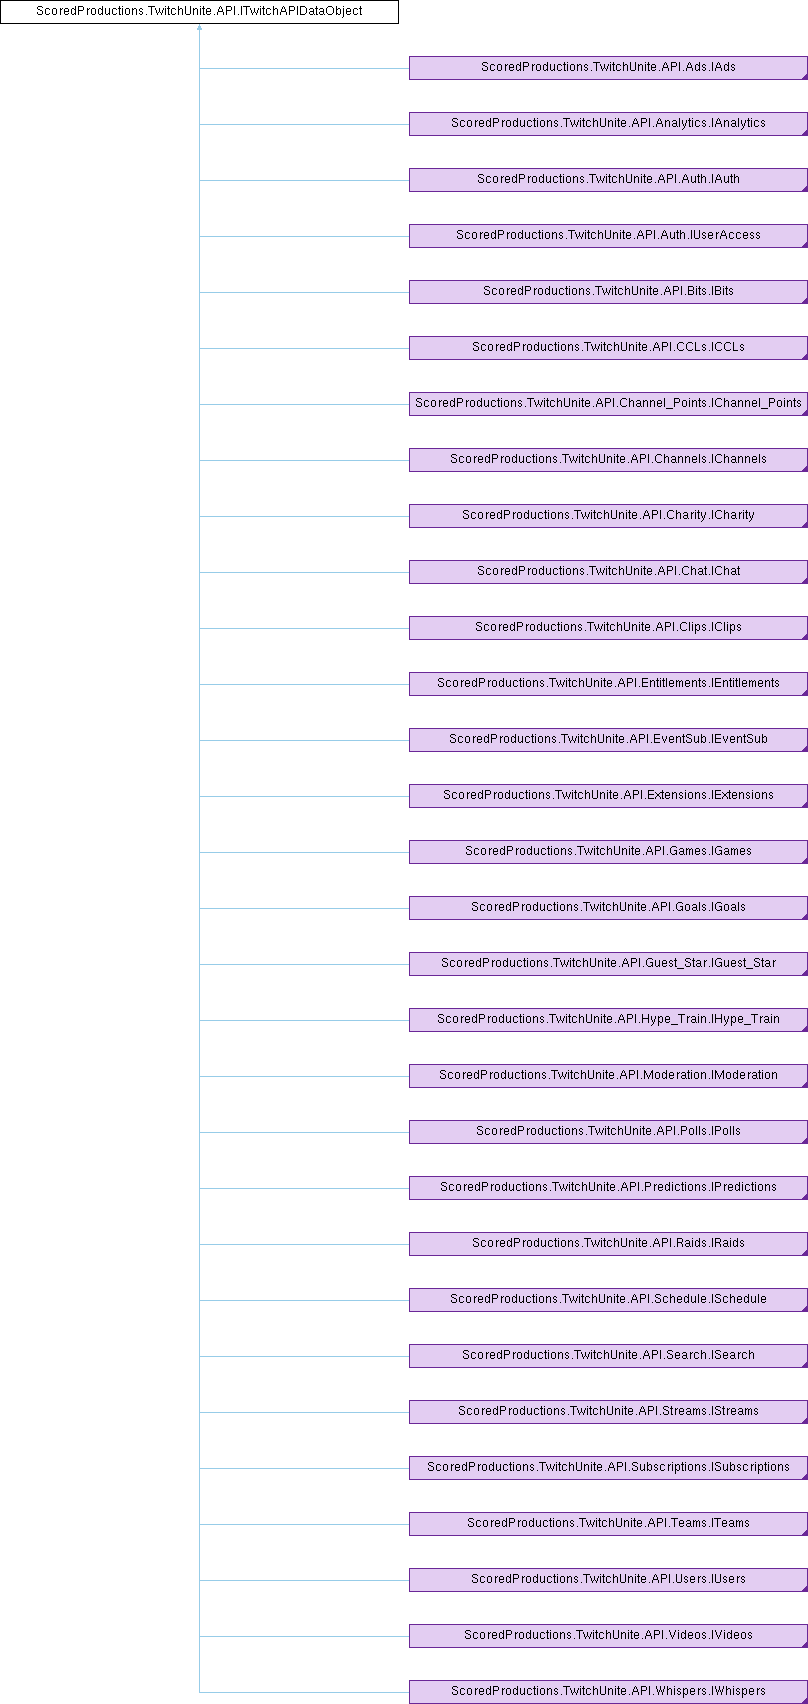 ScoredProductions.TwitchUnite.API.ITwitchAPIDataObject
ScoredProductions.TwitchUnite.API.Ads.IAds
ScoredProductions.TwitchUnite.API.Analytics.IAnalytics
ScoredProductions.TwitchUnite.API.Auth.IAuth
ScoredProductions.TwitchUnite.API.Auth.IUserAccess
ScoredProductions.TwitchUnite.API.Bits.IBits
ScoredProductions.TwitchUnite.API.CCLs.ICCLs
ScoredProductions.TwitchUnite.API.Channel_Points.IChannel_Points
ScoredProductions.TwitchUnite.API.Channels.IChannels
ScoredProductions.TwitchUnite.API.Charity.ICharity
ScoredProductions.TwitchUnite.API.Chat.IChat
ScoredProductions.TwitchUnite.API.Clips.IClips
ScoredProductions.TwitchUnite.API.Entitlements.IEntitlements
ScoredProductions.TwitchUnite.API.EventSub.IEventSub
ScoredProductions.TwitchUnite.API.Extensions.IExtensions
ScoredProductions.TwitchUnite.API.Games.IGames
ScoredProductions.TwitchUnite.API.Goals.IGoals
ScoredProductions.TwitchUnite.API.Guest_Star.IGuest_Star
ScoredProductions.TwitchUnite.API.Hype_Train.IHype_Train
ScoredProductions.TwitchUnite.API.Moderation.IModeration
ScoredProductions.TwitchUnite.API.Polls.IPolls
ScoredProductions.TwitchUnite.API.Predictions.IPredictions
ScoredProductions.TwitchUnite.API.Raids.IRaids
ScoredProductions.TwitchUnite.API.Schedule.ISchedule
ScoredProductions.TwitchUnite.API.Search.ISearch
ScoredProductions.TwitchUnite.API.Streams.IStreams
ScoredProductions.TwitchUnite.API.Subscriptions.ISubscriptions
ScoredProductions.TwitchUnite.API.Teams.ITeams
ScoredProductions.TwitchUnite.API.Users.IUsers
ScoredProductions.TwitchUnite.API.Videos.IVideos
ScoredProductions.TwitchUnite.API.Whispers.IWhispers